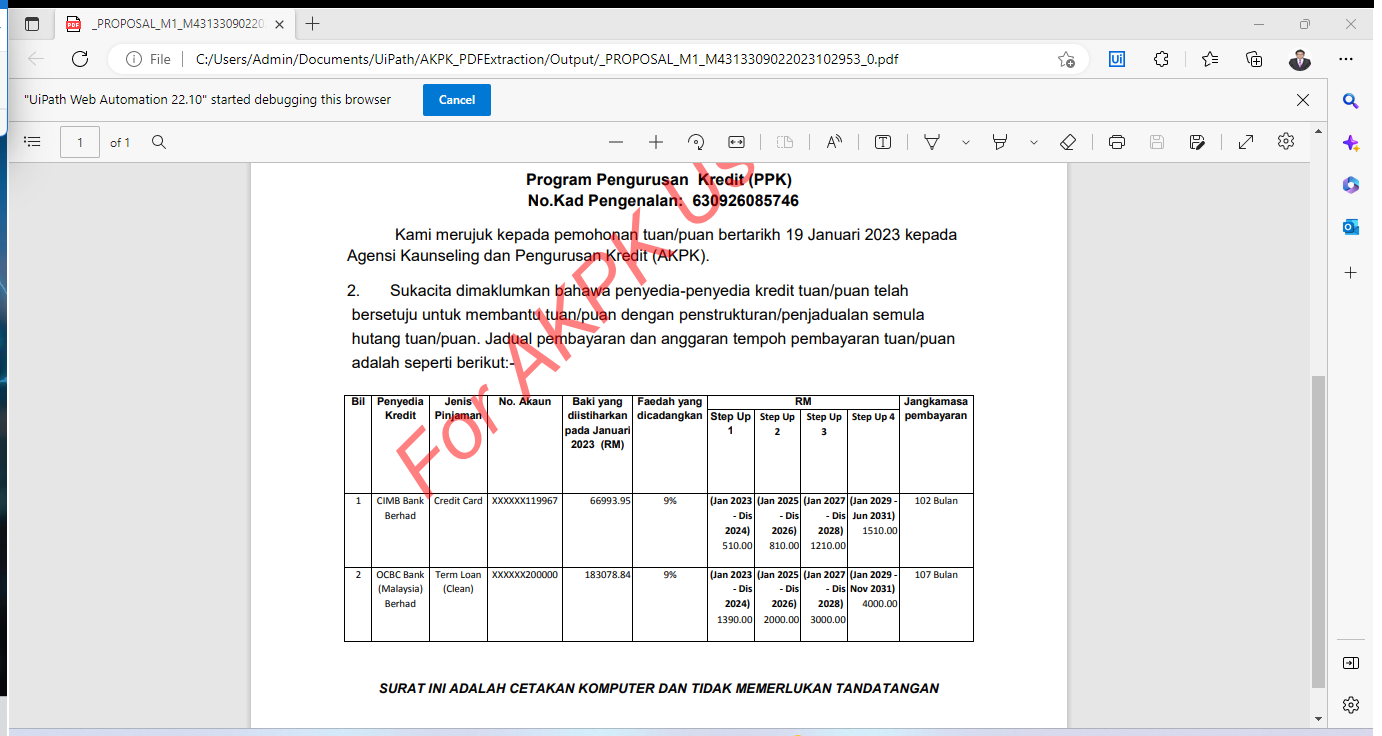 _PROPOSAL_M1_M43133090220
File
C:/Users/Admin/Documents/UiPath/AKPK_PDFExtraction/Output/_PROPOSAL_M1_M4313309022023102953_0.pdf
Ui
"UiPath Web Automation 22.10" started debugging this browser
Cancel
1 of 1
Program Pengurusan Kredit (PPK)
No.Kad Pengenalan: 630926085746
Kami merujuk kepada pemohonan tuan/puan bertarikh 19 Januari 2023 kepada
Agensi Kaunseling dan Pengurusan Kredit (AKPK).
2. Sukacita dimaklumkan bahawa penyedia-penyedia kredit tuan/puan telah
bersetuju untuk membantu tuan/puan dengan penstrukturan/penjadualan semula
hutang tuan/puan. Jadual pembayaran dan anggaran tempoh pembayaran tuan/puan
adalah seperti berikut:-
For AKPK Us
Bil
Penyedia
Kredit
Jenis
Pinjaman
No. Akaun
Baki yang
diistiharkan
pada Januari
2023 (RM)
Faedah yang
dicadangkan
RM
Step Up
1
Step Up
2
Step Up
3
Step Up 4
Jangkamasa
pembayaran
1
CIMB Bank
Berhad
Credit Card
XXXXXX119967
66993.95
9%
(Jan 2023
- Dis
2024)
510.00
(Jan 2025
- Dis
2026)
810.00
(Jan 2027
- Dis
2028)
1210.00
(Jan 2029 -
Jun 2031)
1510.00
102 Bulan
2
OCBC Bank
(Malaysia)
Berhad
Term Loan
(Clean)
XXXXXX200000
183078.84
9%
(Jan 2023
- Dis
2024)
1390.00
(Jan 2025
- Dis
2026)
2000.00
(Jan 2027
- Dis
2028)
3000.00
(Jan 2029 -
Nov 2031)
4000.00
107 Bulan
SURAT INI ADALAH CETAKAN KOMPUTER DAN TIDAK MEMERLUKAN TANDATANGAN